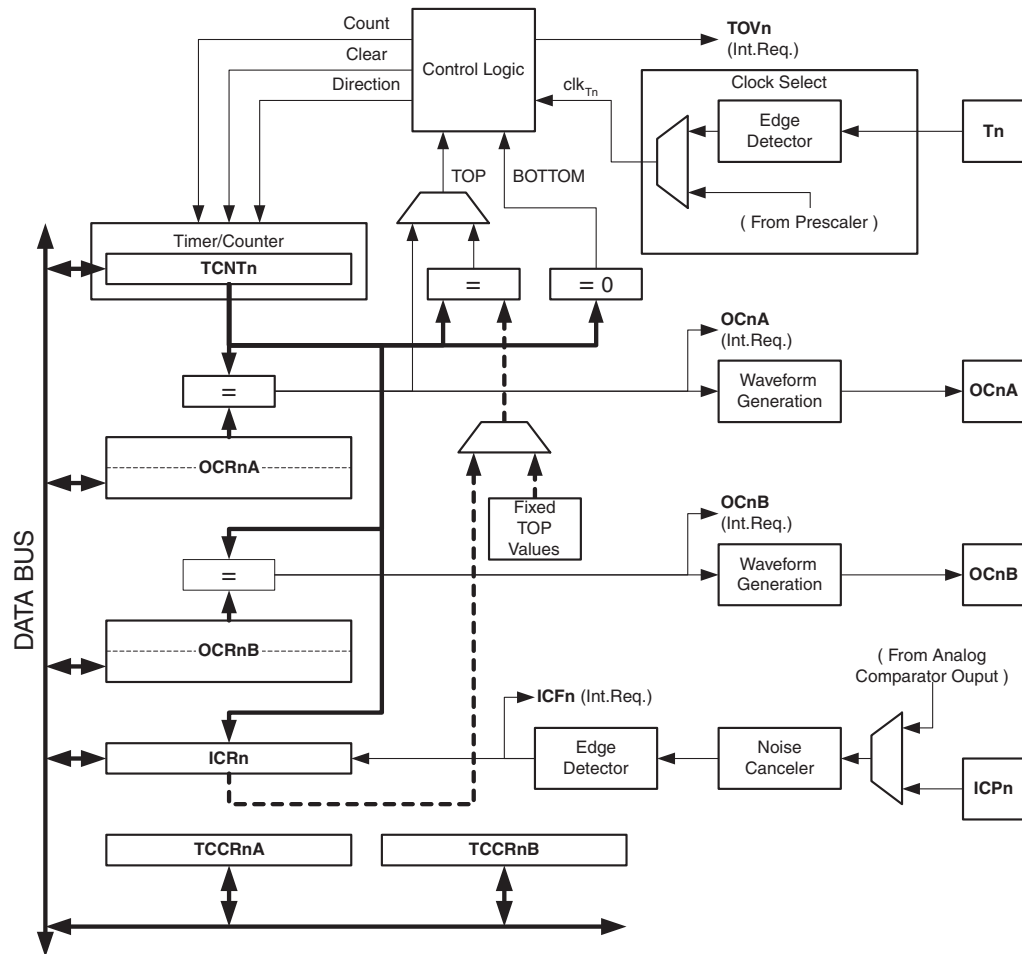 Count
Clear
Direction
Control Logic
TOVn
(Int.Req.)
clkTn
Clock Select
Edge
Detector
Tn
( From Prescaler )
TOP
BOTTOM
Timer/Counter
TCNTn
=
= 0
OCnA
(Int.Req.)
=
Waveform
Generation
OCnA
OCRnA
Fixed
TOP
Values
OCnB
(Int.Req.)
=
Waveform
Generation
OCnB
DATA BUS
OCRnB
( From Analog
Comparator Ouput )
ICFn (Int.Req.)
ICRn
Edge
Detector
Noise
Canceler
ICPn
TCCRnA
TCCRnB